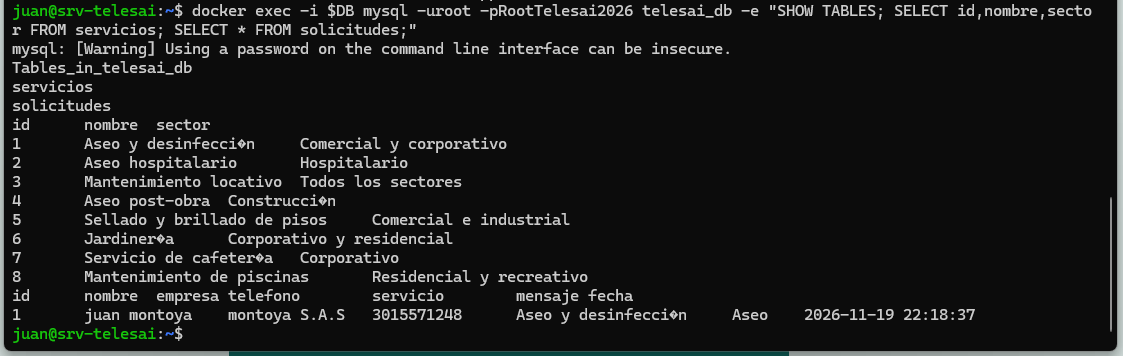 juan@srv-telesai:~$ docker exec -i $DB mysql -uroot -pRootTelesai2026 telesai_db -e "SHOW TABLES; SELECT id,nombre,secto
r FROM servicios; SELECT * FROM solicitudes;"
mysql: [Warning] Using a password on the command line interface can be insecure.
Tables_in_telesai_db
servicios
solicitudes
id nombre sector
1 Aseo y desinfecci�n Comercial y corporativo
2 Aseo hospitalario Hospitalario
3 Mantenimiento locativo Todos los sectores
4 Aseo post-obra Construcci�n
5 Sellado y brillado de pisos Comercial e industrial
6 Jardiner�a Corporativo y residencial
7 Servicio de cafeter�a Corporativo
8 Mantenimiento de piscinas Residencial y recreativo
id nombre empresa telefono servicio mensaje fecha
1 juan montoya montoya S.A.S 3015571248 Aseo y desinfecci�n Aseo 2026-11-19 22:18:37
juan@srv-telesai:~$